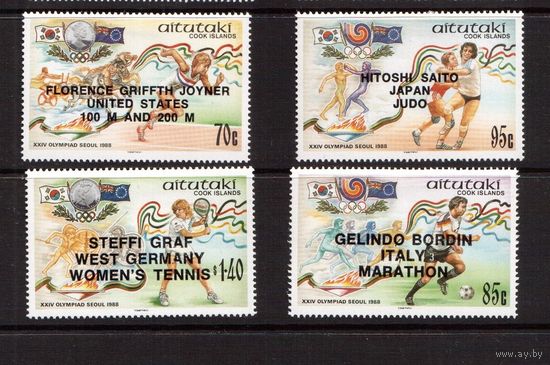 aitutaki
COOK ISLANDS
FLORENCE GRIFFTH JOYNER
UNITED STATES
100 M AND 200 M
XXIV OLYMPIAD SEOUL 1988
70c
aitutaki
COOK ISLANDS
HITOSHI SAITO
JAPAN
JUDO
XXIV OLYMPIAD SEOUL 1988
95c
aitutaki
COOK ISLANDS
STEFFI GRAF
WEST GERMANY
WOMEN'S TENNIS
$1·40
XXIV OLYMPIAD SEOUL 1988
aitutaki
COOK ISLANDS
GELINDO BORDIN
ITALY
MARATHON
XXIV OLYMPIAD SEOUL 1988
85c
ay.by